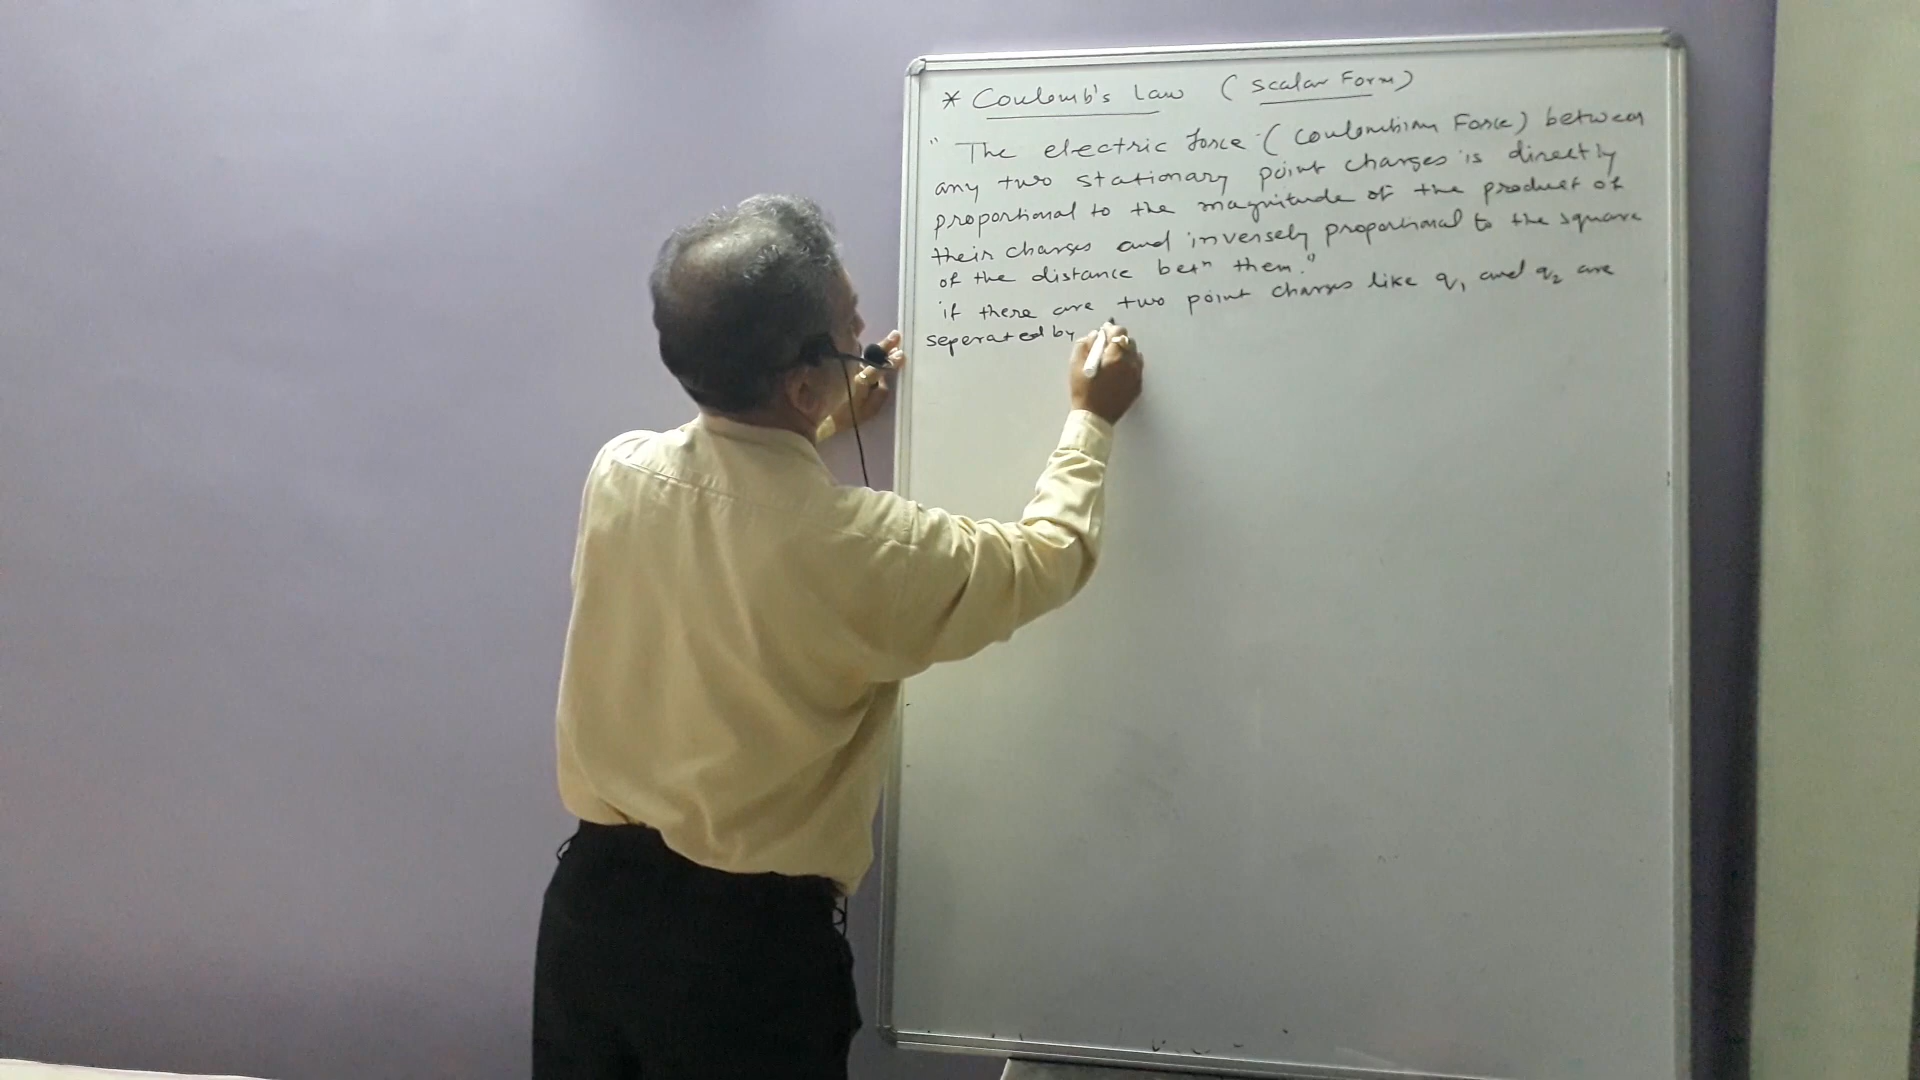 * Coulomb's Law (Scalar Form)
" The electric force (Coulombian Force) between
any two stationary point charges is directly
proportional to the magnitude of the product of
their charges and inversely proportional to the square
of the distance betn them."
if there are two point charges like q1 and q2 are
seperated by